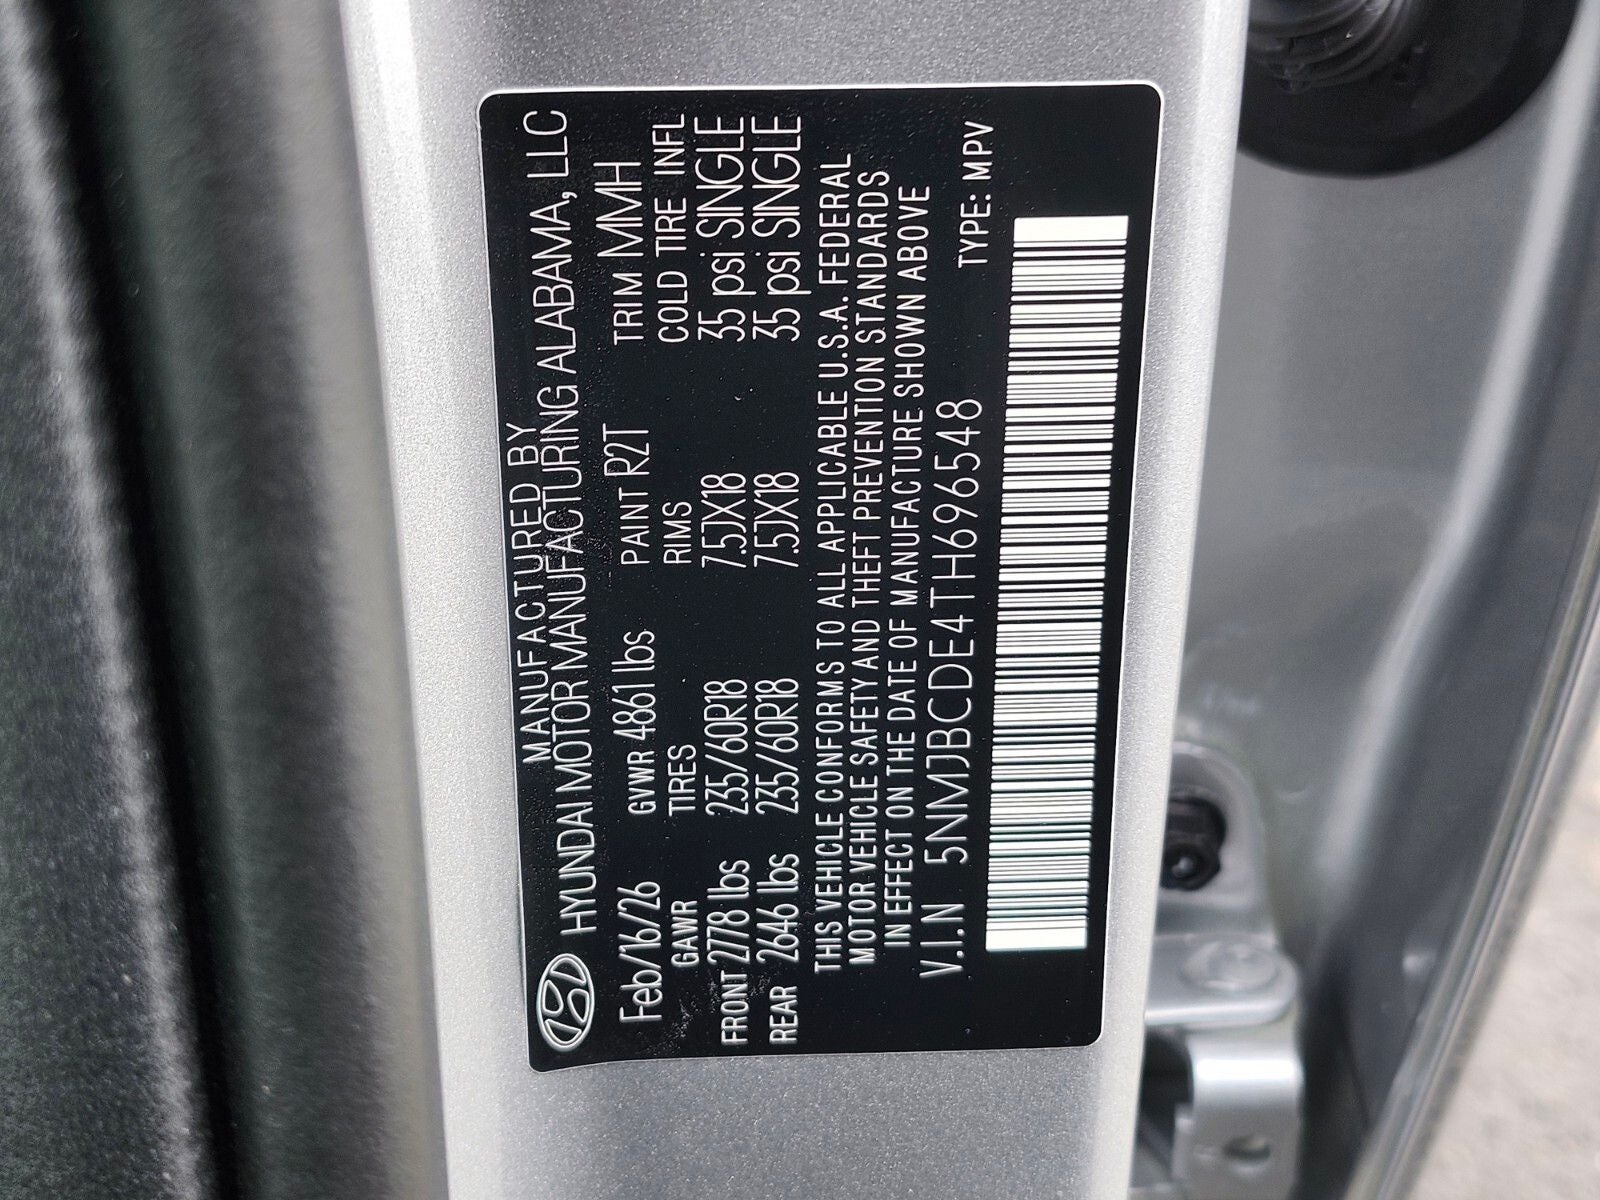 MANUFACTURED BY
HYUNDAI MOTOR MANUFACTURING ALABAMA, LLC
Feb/16/26 GVWR 4861 lbs PAINT R2T TRIM MMH
GAWR TIRES RIMS COLD TIRE INFL
FRONT 2778 lbs 235/60R18 7.5JX18 35 psi SINGLE
REAR 2646 lbs 235/60R18 7.5JX18 35 psi SINGLE
THIS VEHICLE CONFORMS TO ALL APPLICABLE U.S.A. FEDERAL
MOTOR VEHICLE SAFETY AND THEFT PREVENTION STANDARDS
IN EFFECT ON THE DATE OF MANUFACTURE SHOWN ABOVE
V.I.N 5NMJBCDE4TH696548 TYPE: MPV